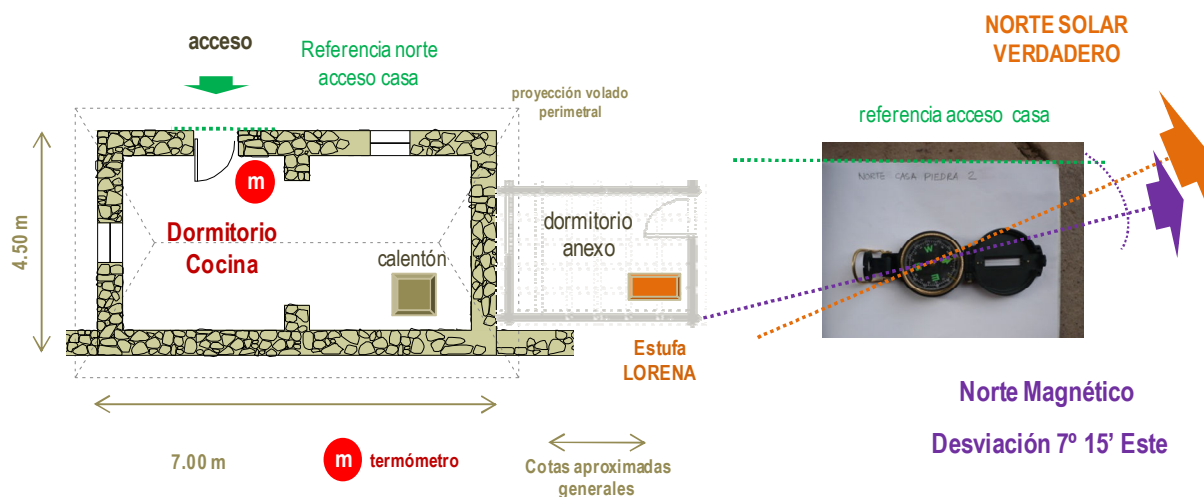 acceso
Referencia norte
acceso casa
proyección volado
perimetral
NORTE SOLAR
VERDADERO
referencia acceso casa
NORTE CASA PIEDRA 2
m
Dormitorio
Cocina
calentón
dormitorio
anexo
4.50 m
Estufa
LORENA
7.00 m
m termómetro
Cotas aproximadas
generales
Norte Magnético
Desviación 7º 15’ Este